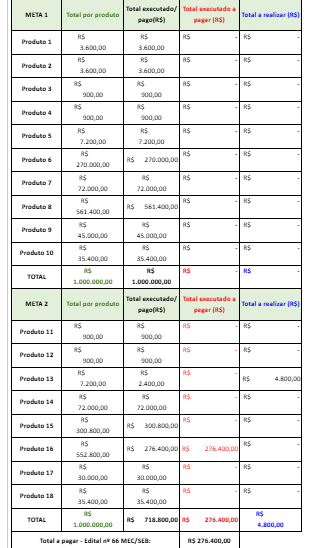 META 1 Total por produto Total executado/ pago(R$) Total executado a pagar (R$) Total a realizar (R$)
Produto 1 R$ 3.600,00 R$ 3.600,00 R$ - R$ -
Produto 2 R$ 3.600,00 R$ 3.600,00 R$ - R$ -
Produto 3 R$ 900,00 R$ 900,00 R$ - R$ -
Produto 4 R$ 900,00 R$ 900,00 R$ - R$ -
Produto 5 R$ 7.200,00 R$ 7.200,00 R$ - R$ -
Produto 6 R$ 270.000,00 R$ 270.000,00 R$ - R$ -
Produto 7 R$ 72.000,00 R$ 72.000,00 R$ - R$ -
Produto 8 R$ 561.400,00 R$ 561.400,00 R$ - R$ -
Produto 9 R$ 45.000,00 R$ 45.000,00 R$ - R$ -
Produto 10 R$ 35.400,00 R$ 35.400,00 R$ - R$ -
TOTAL R$ 1.000.000,00 R$ 1.000.000,00 R$ - R$ -
META 2 Total por produto Total executado/ pago(R$) Total executado a pagar (R$) Total a realizar (R$)
Produto 11 R$ 900,00 R$ 900,00 R$ - R$ -
Produto 12 R$ 900,00 R$ 900,00 R$ - R$ -
Produto 13 R$ 7.200,00 R$ 2.400,00 R$ - R$ 4.800,00
Produto 14 R$ 72.000,00 R$ 72.000,00 R$ - R$ -
Produto 15 R$ 300.800,00 R$ 300.800,00 R$ - R$ -
Produto 16 R$ 552.800,00 R$ 276.400,00 R$ 276.400,00 R$ -
Produto 17 R$ 30.000,00 R$ 30.000,00 R$ - R$ -
Produto 18 R$ 35.400,00 R$ 35.400,00 R$ - R$ -
TOTAL R$ 1.000.000,00 R$ 718.800,00 R$ 276.400,00 R$ 4.800,00
Total a pagar - Edital nº 66 MEC/SEB: R$ 276.400,00